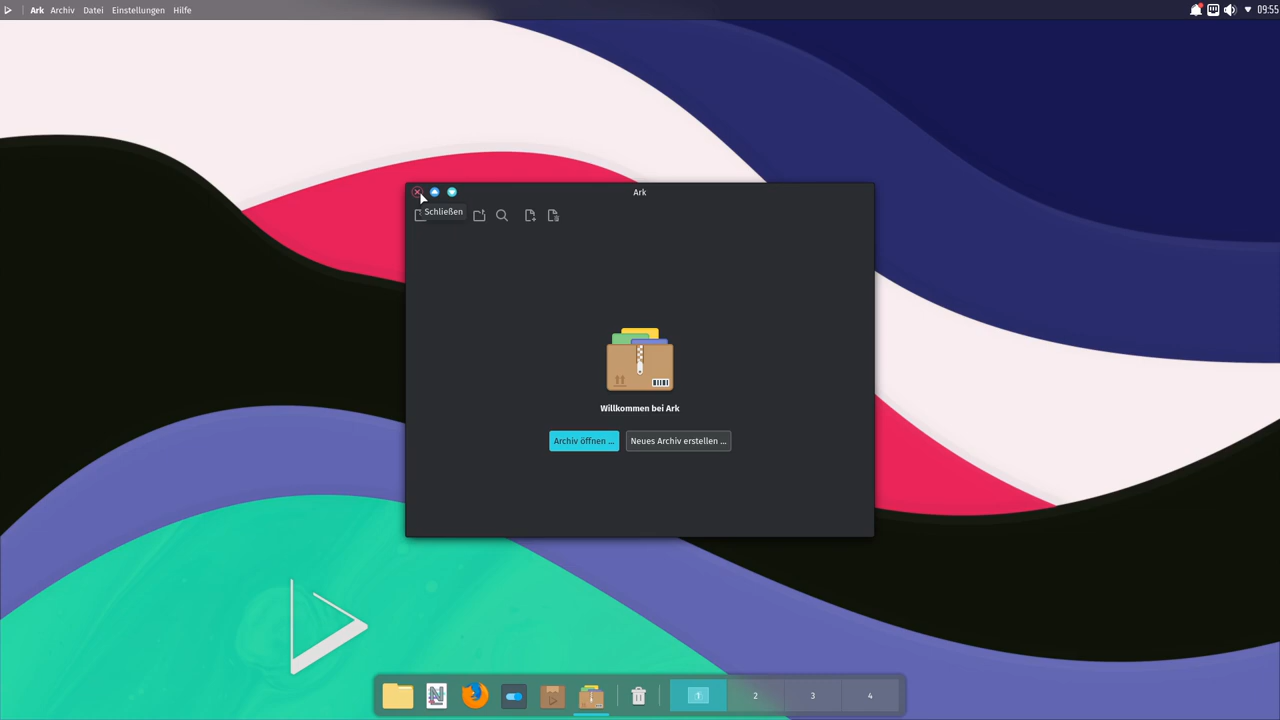 Ark Archiv Datei Einstellungen Hilfe
09:55
Ark
Schließen
Willkommen bei Ark
Archiv öffnen ...
Neues Archiv erstellen ...
1 2 3 4